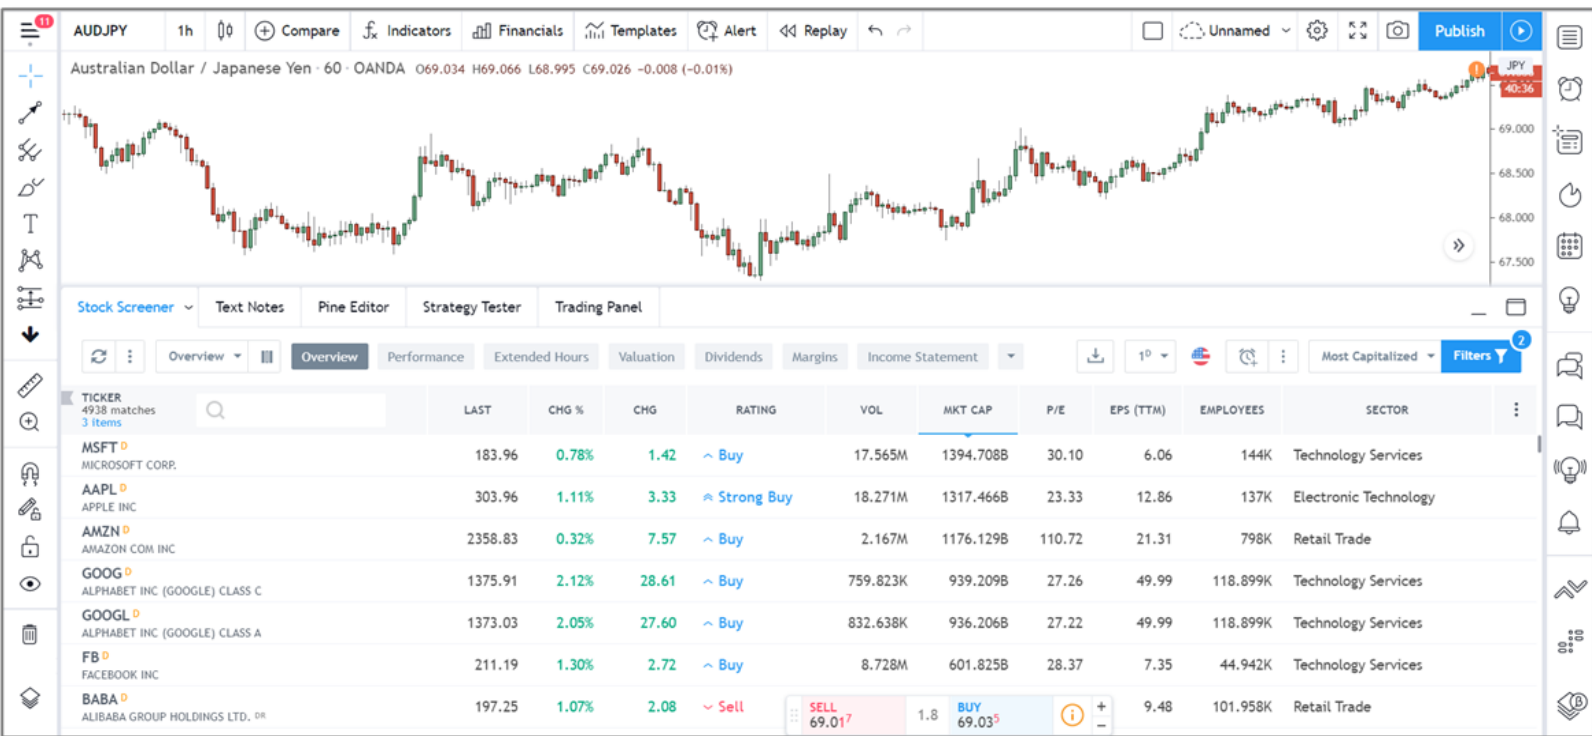 11
AUDJPY 1h Compare Indicators Financials Templates Alert Replay Unnamed Publish
Australian Dollar / Japanese Yen · 60 · OANDA O69.034 H69.066 L68.995 C69.026 −0.008 (−0.01%)
JPY
40:36
69.000
68.500
68.000
67.500
Stock Screener Text Notes Pine Editor Strategy Tester Trading Panel
Overview Overview Performance Extended Hours Valuation Dividends Margins Income Statement 1D Most Capitalized Filters 2
TICKER
4938 matches
3 items
LAST CHG % CHG RATING VOL MKT CAP P/E EPS (TTM) EMPLOYEES SECTOR
MSFT D 183.96 0.78% 1.42 Buy 17.565M 1394.708B 30.10 6.06 144K Technology Services
MICROSOFT CORP.
AAPL D 303.96 1.11% 3.33 Strong Buy 18.271M 1317.466B 23.33 12.86 137K Electronic Technology
APPLE INC
AMZN D 2358.83 0.32% 7.57 Buy 2.167M 1176.129B 110.72 21.31 798K Retail Trade
AMAZON COM INC
GOOG D 1375.91 2.12% 28.61 Buy 759.823K 939.209B 27.26 49.99 118.899K Technology Services
ALPHABET INC (GOOGLE) CLASS C
GOOGL D 1373.03 2.05% 27.60 Buy 832.638K 936.206B 27.22 49.99 118.899K Technology Services
ALPHABET INC (GOOGLE) CLASS A
FB D 211.19 1.30% 2.72 Buy 8.728M 601.825B 28.37 7.35 44.942K Technology Services
FACEBOOK INC
BABA D 197.25 1.07% 2.08 Sell 9.48 101.958K Retail Trade
ALIBABA GROUP HOLDINGS LTD. DR
SELL
69.017
1.8
BUY
69.035